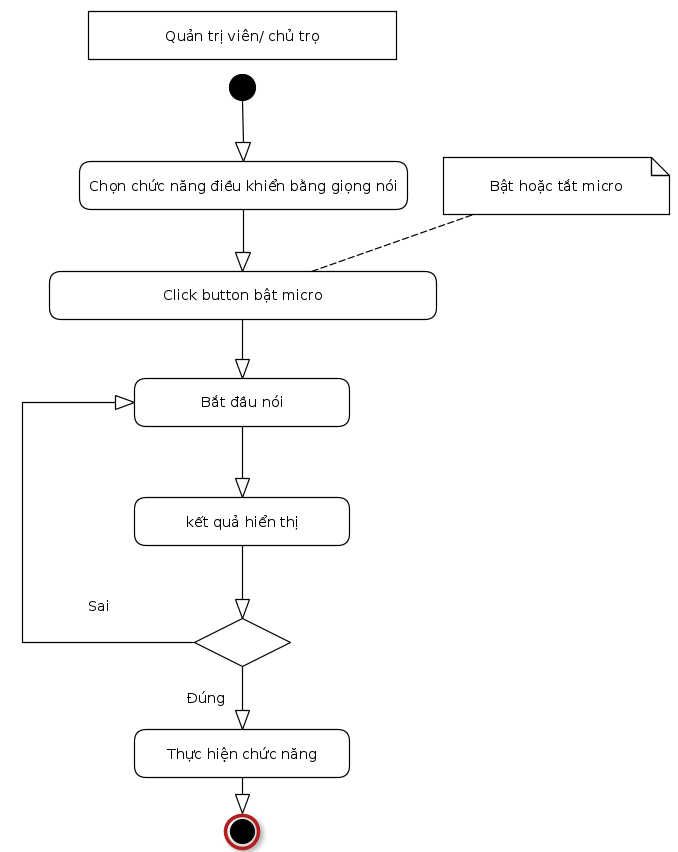 Quản trị viên/ chủ trọ
Chọn chức năng điều khiển bằng giọng nói
Bật hoặc tắt micro
Click button bật micro
Bắt đâu nói
kết quả hiển thị
Sai
Đúng
Thực hiện chức năng